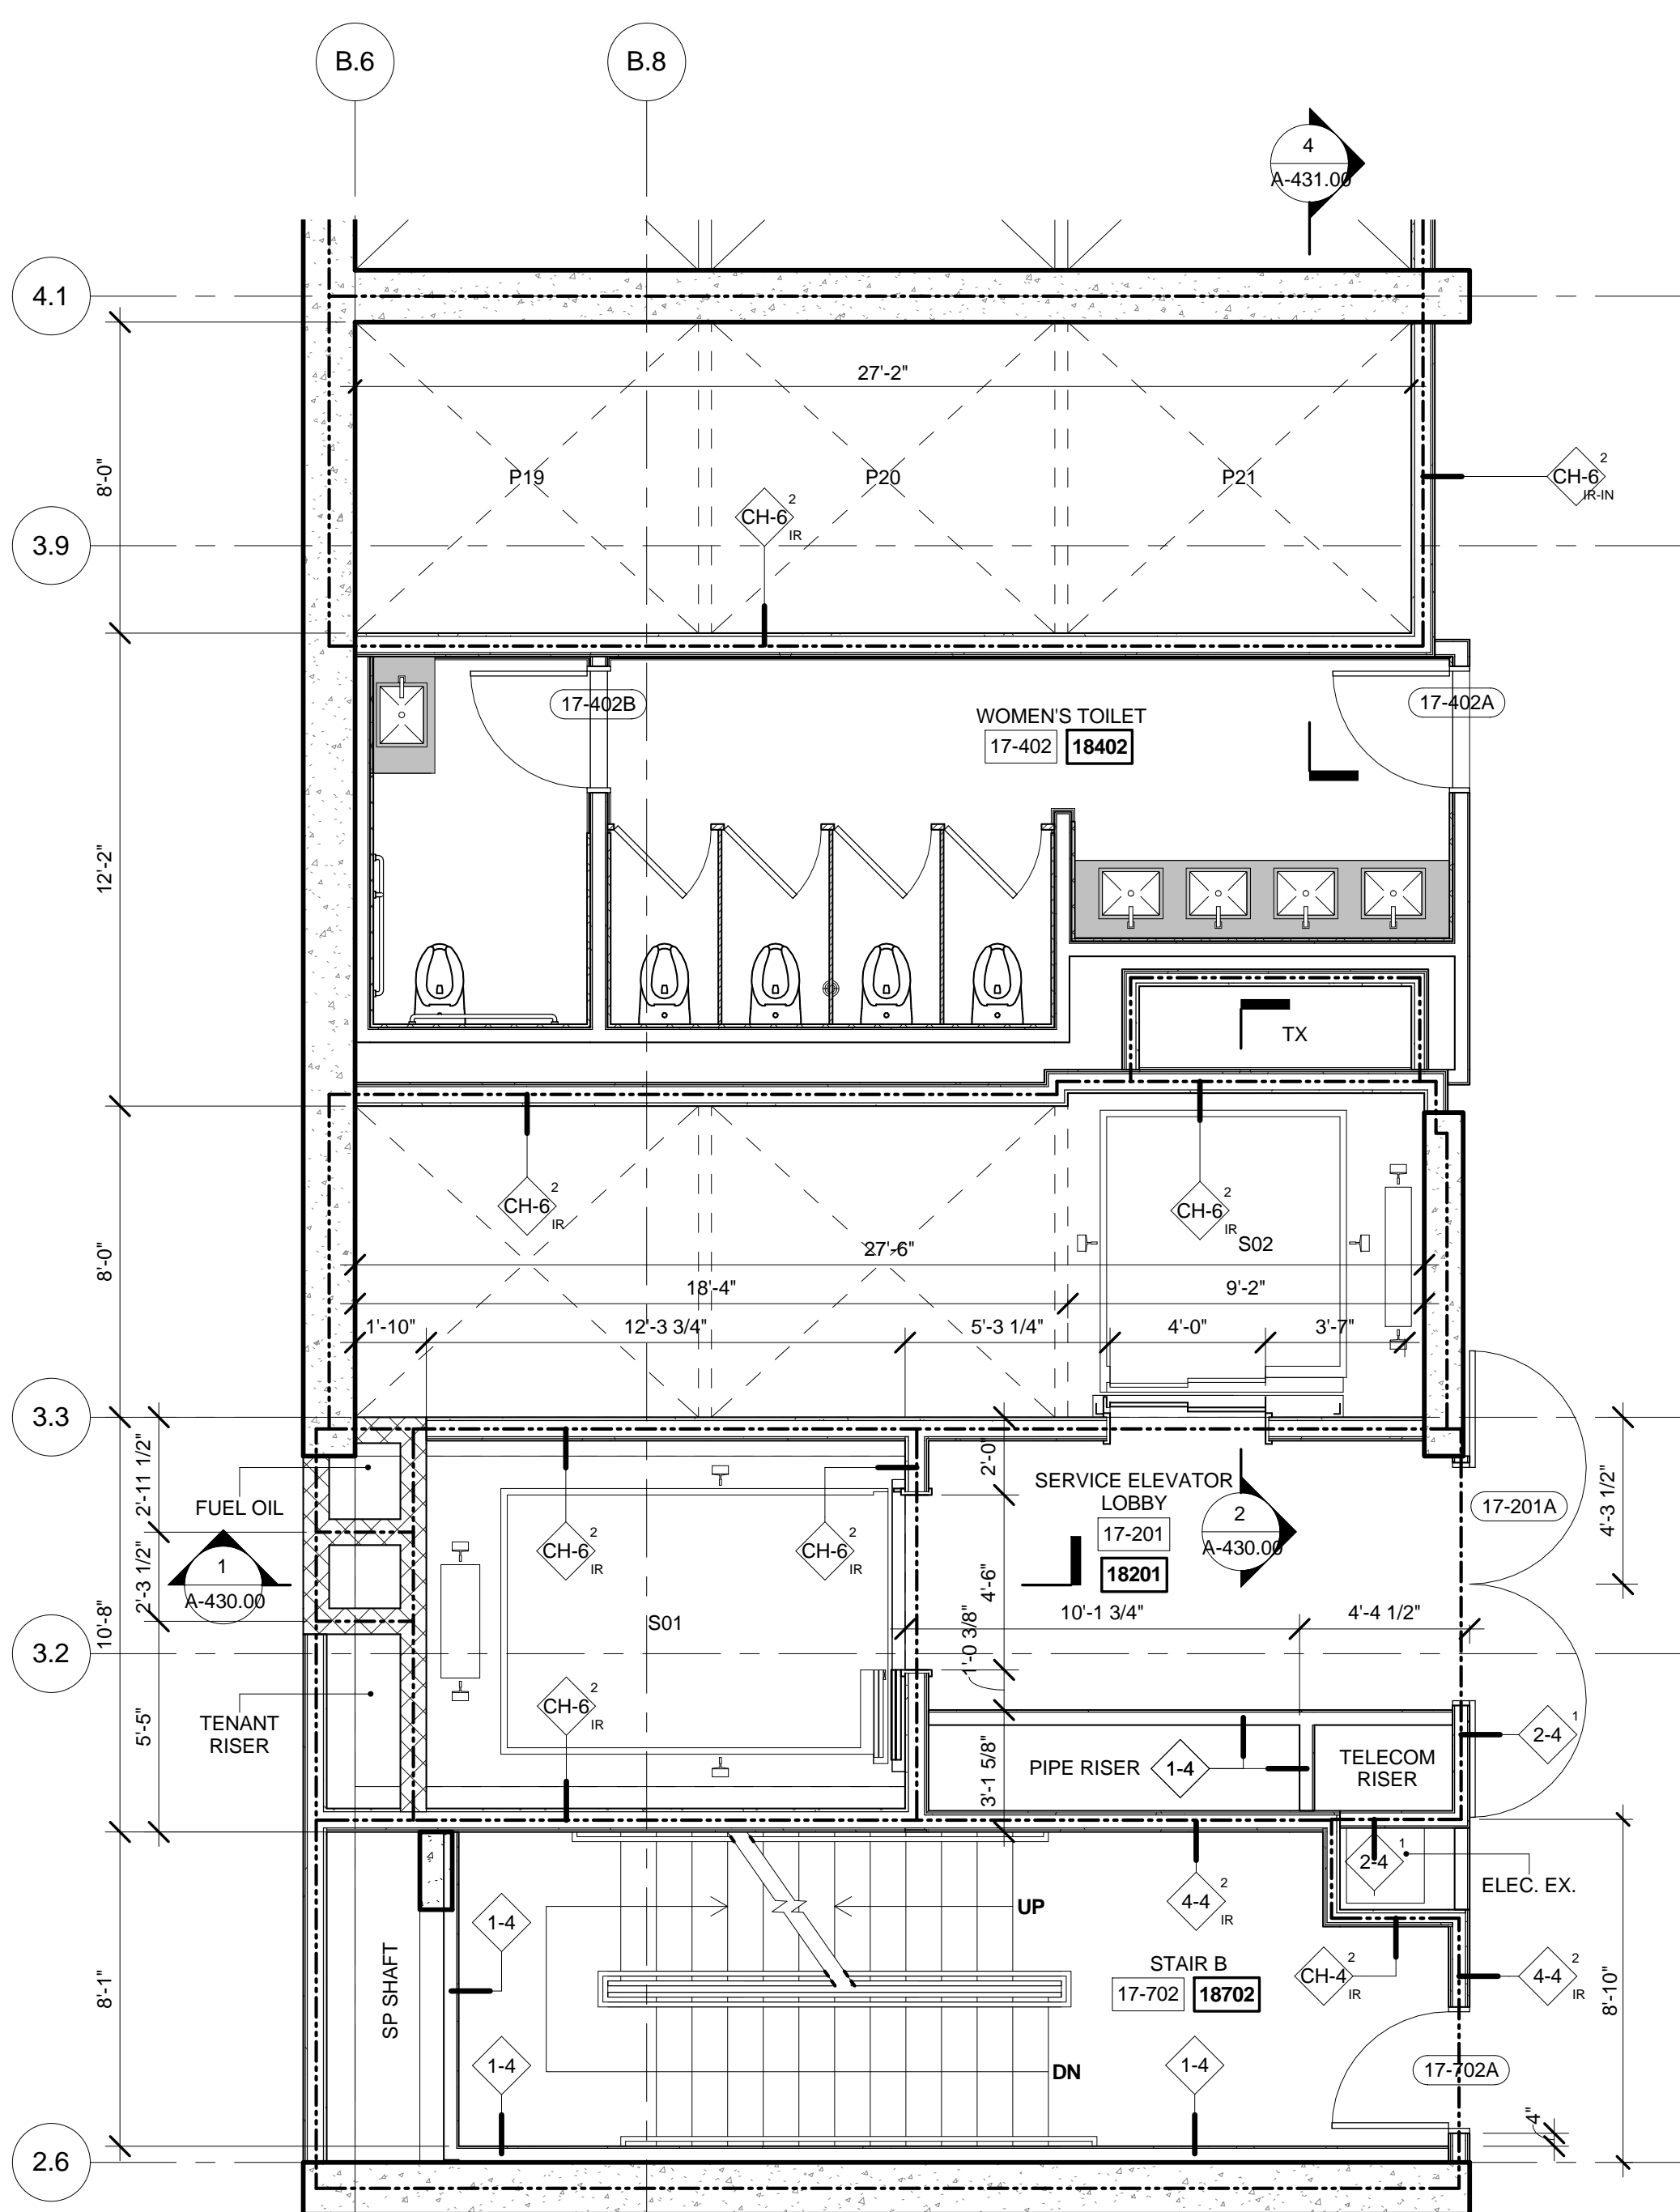 B.6
B.8
4
A-431.00
4.1
27'-2"
8'-0"
P19
P20
P21
CH-6
2
IR
CH-6
2
IR-IN
3.9
17-402B
17-402A
WOMEN'S TOILET
17-402
18402
12'-2"
TX
CH-6
2
IR
CH-6
2
IR
S02
8'-0"
27'-6"
18'-4"
9'-2"
1'-10"
12'-3 3/4"
5'-3 1/4"
4'-0"
3'-7"
3.3
2'-11 1/2"
FUEL OIL
2'-0"
SERVICE ELEVATOR
LOBBY
17-201
18201
2
A-430.00
17-201A
4'-3 1/2"
CH-6
2
IR
CH-6
2
IR
1
A-430.00
2'-3 1/2"
10'-8"
4'-6"
S01
10'-1 3/4"
4'-4 1/2"
1'-0 3/8"
3.2
CH-6
2
IR
TENANT
RISER
5'-5"
3'-1 5/8"
PIPE RISER
1-4
TELECOM
RISER
2-4
1
2-4
1
ELEC. EX.
1-4
4-4
2
IR
UP
SP SHAFT
STAIR B
17-702
18702
CH-4
2
IR
4-4
2
IR
8'-1"
8'-10"
1-4
DN
1-4
17-702A
4"
2.6